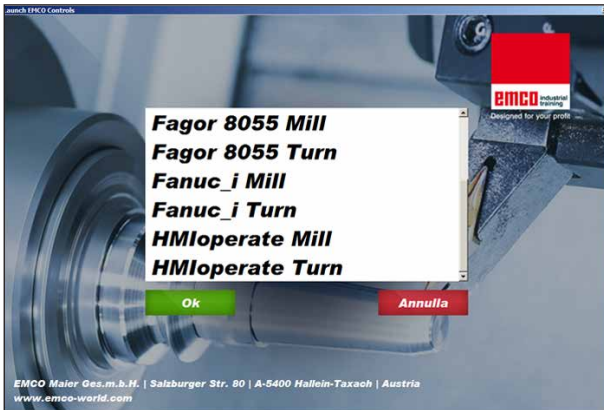 Launch EMCO Controls
emco industrial
training
Designed for your profit
Fagor 8055 Mill
Fagor 8055 Turn
Fanuc_i Mill
Fanuc_i Turn
HMIoperate Mill
HMIoperate Turn
Ok
Annulla
EMCO Maier Ges.m.b.H. | Salzburger Str. 80 | A-5400 Hallein-Taxach | Austria
www.emco-world.com